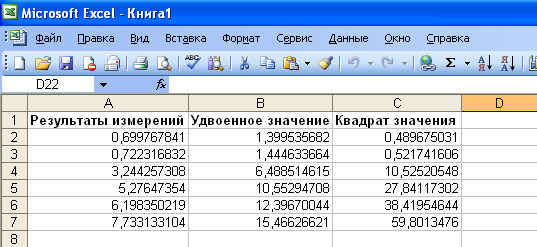 Microsoft Excel - Книга1
Файл Правка Вид Вставка Формат Сервис Данные Окно Справка
D22 fx
A B C D
1 Результаты измерений Удвоенное значение Квадрат значения
2 0,699767841 1,399535682 0,489675031
3 0,722316832 1,444633664 0,521741606
4 3,244257308 6,488514615 10,52520548
5 5,27647354 10,55294708 27,84117302
6 6,198350219 12,39670044 38,41954644
7 7,733133104 15,46626621 59,8013476
8